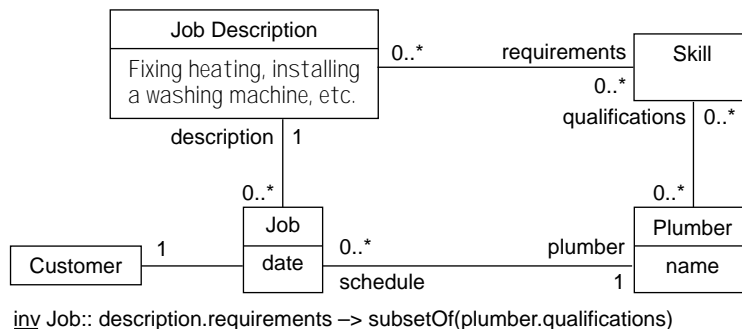 Job Description
Fixing heating, installing
a washing machine, etc.
0..*
requirements
0..*
Skill
qualifications
0..*
description
1
0..*
0..*
Job
date
Customer
1
0..*
schedule
plumber
1
Plumber
name
inv Job:: description.requirements –> subsetOf(plumber.qualifications)